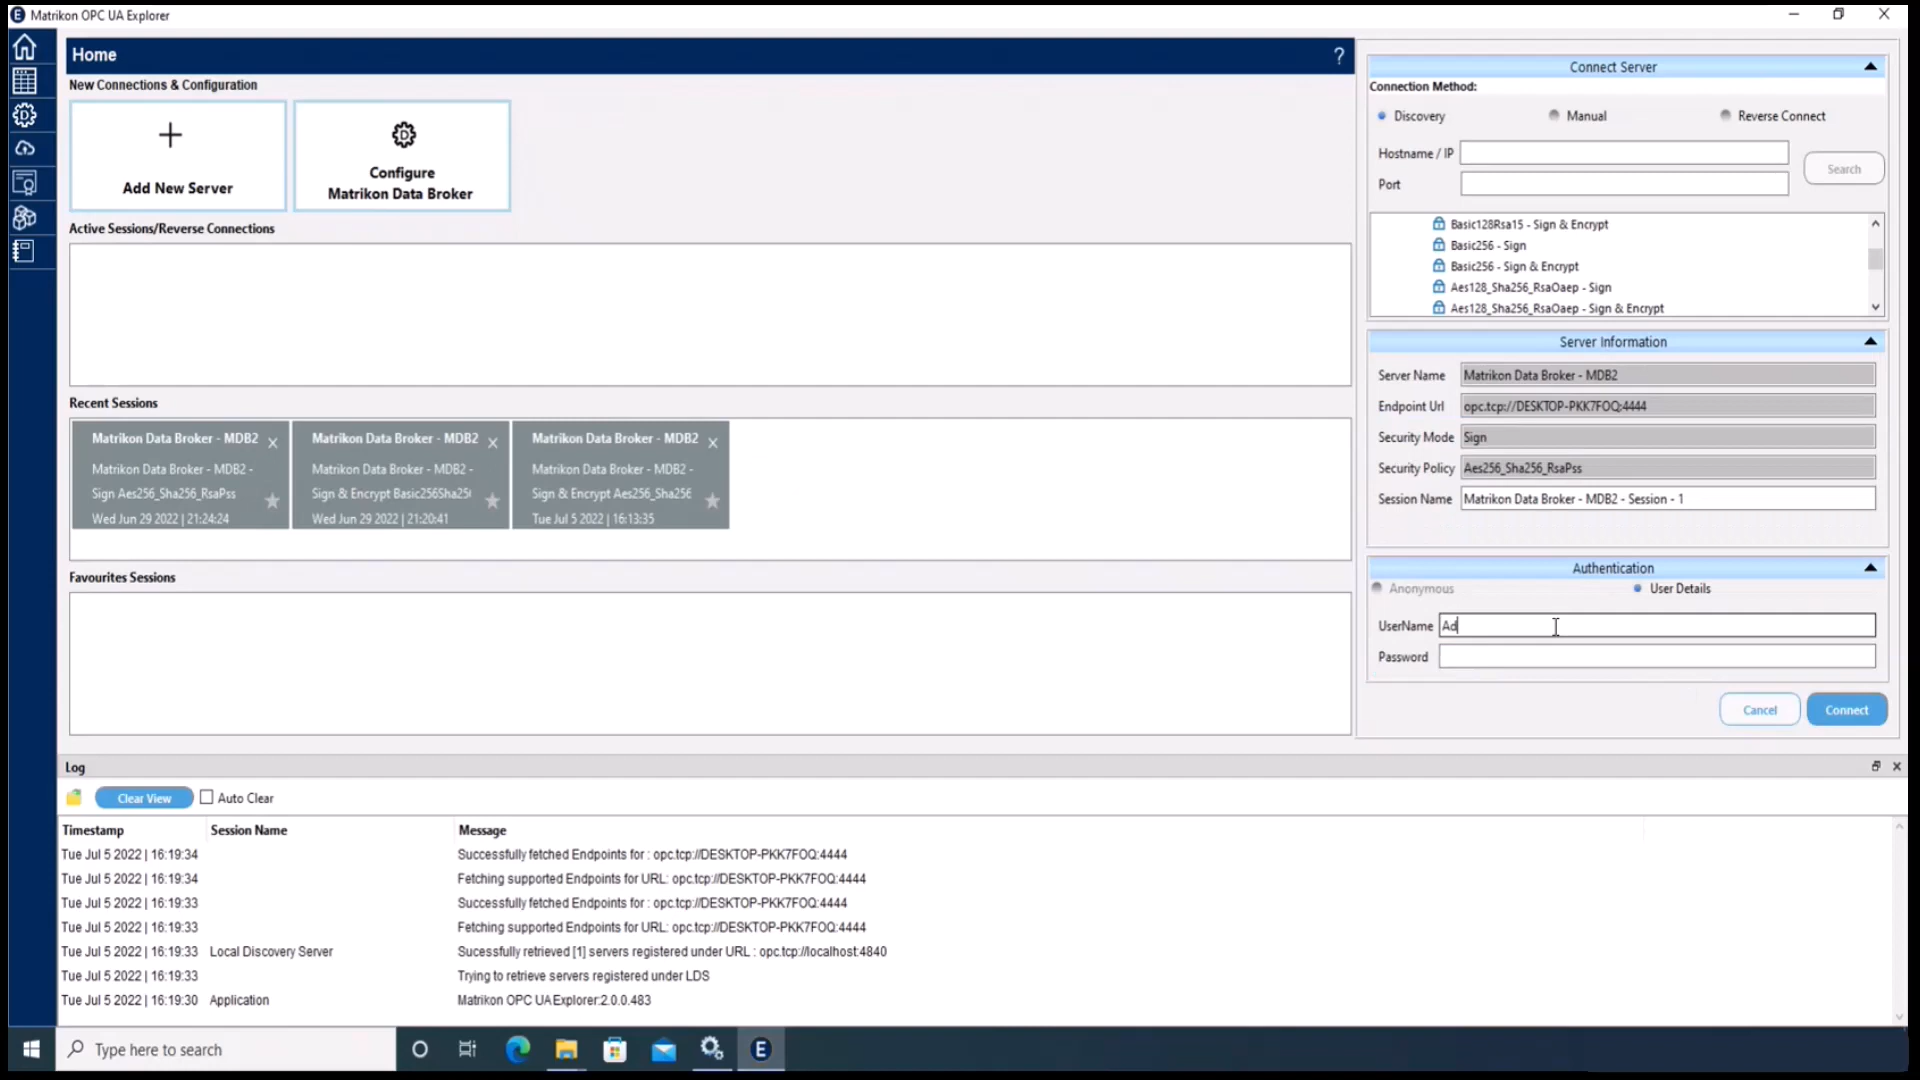 Matrikon OPC UA Explorer
Home
?
New Connections & Configuration
Add New Server
Configure
Matrikon Data Broker
Active Sessions/Reverse Connections
Recent Sessions
Matrikon Data Broker - MDB2
Matrikon Data Broker - MDB2 -
Sign Aes256_Sha256_RsaPss
Wed Jun 29 2022 | 21:24:24
Matrikon Data Broker - MDB2
Matrikon Data Broker - MDB2 -
Sign & Encrypt Basic256Sha25
Wed Jun 29 2022 | 21:20:41
Matrikon Data Broker - MDB2
Matrikon Data Broker - MDB2 -
Sign & Encrypt Aes256_Sha256
Tue Jul 5 2022 | 16:13:35
Favourites Sessions
Connect Server
Connection Method:
Discovery Manual Reverse Connect
Hostname / IP
Port
Search
Basic128Rsa15 - Sign & Encrypt
Basic256 - Sign
Basic256 - Sign & Encrypt
Aes128_Sha256_RsaOaep - Sign
Aes128_Sha256_RsaOaep - Sign & Encrypt
Server Information
Server Name Matrikon Data Broker - MDB2
Endpoint Url opc.tcp://DESKTOP-PKK7FOQ:4444
Security Mode Sign
Security Policy Aes256_Sha256_RsaPss
Session Name Matrikon Data Broker - MDB2 - Session - 1
Authentication
Anonymous User Details
UserName Ad
Password
Cancel Connect
Log
Clear View Auto Clear
Timestamp Session Name Message
Tue Jul 5 2022 | 16:19:34 Successfully fetched Endpoints for : opc.tcp://DESKTOP-PKK7FOQ:4444
Tue Jul 5 2022 | 16:19:34 Fetching supported Endpoints for URL: opc.tcp://DESKTOP-PKK7FOQ:4444
Tue Jul 5 2022 | 16:19:33 Successfully fetched Endpoints for : opc.tcp://DESKTOP-PKK7FOQ:4444
Tue Jul 5 2022 | 16:19:33 Fetching supported Endpoints for URL: opc.tcp://DESKTOP-PKK7FOQ:4444
Tue Jul 5 2022 | 16:19:33 Local Discovery Server Sucessfully retrieved [1] servers registered under URL : opc.tcp://localhost:4840
Tue Jul 5 2022 | 16:19:33 Trying to retrieve servers registered under LDS
Tue Jul 5 2022 | 16:19:30 Application Matrikon OPC UA Explorer:2.0.0.483
Type here to search